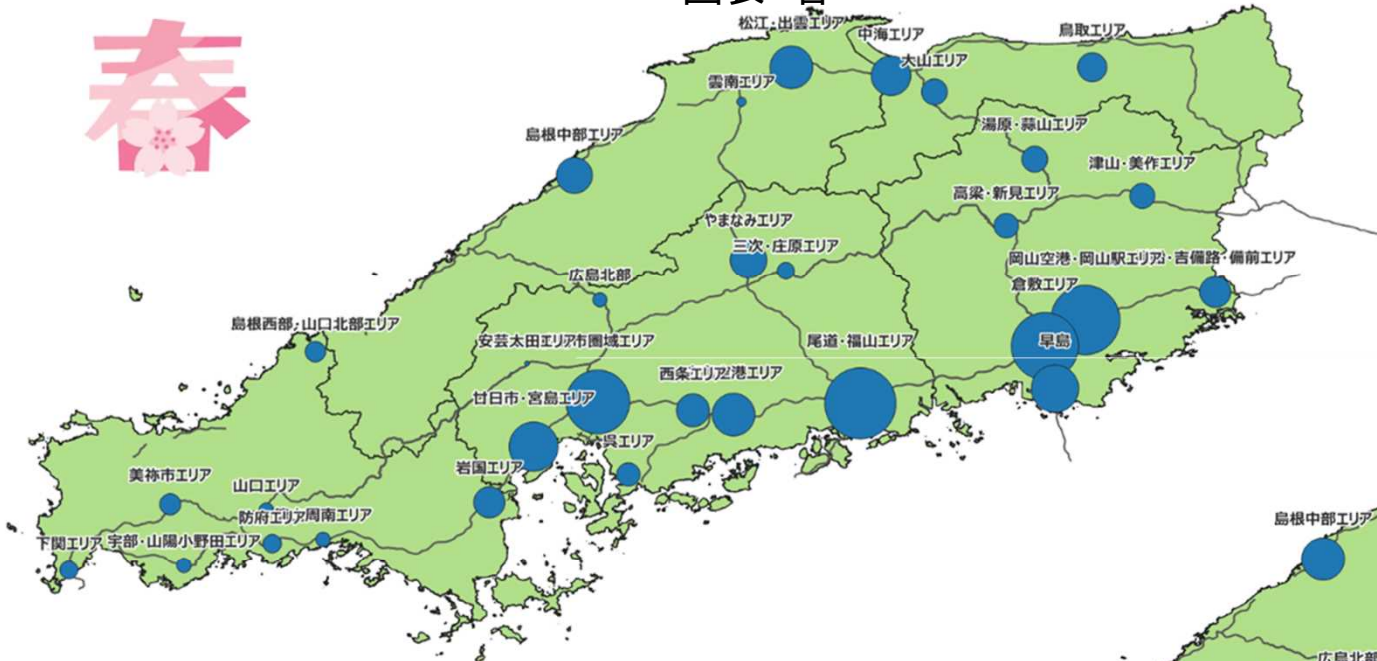 春
松江・出雲エリア
中海エリア
鳥取エリア
大山エリア
雲南エリア
湯原・蒜山エリア
島根中部エリア
津山・美作エリア
高梁・新見エリア
やまなみエリア
三次・庄原エリア
岡山空港・岡山駅エリア
・吉備路・備前エリア
広島北部
倉敷エリア
島根西部・山口北部エリア
安芸太田エリア
市圏域エリア
尾道・福山エリア
早島
西条エリア
港エリア
廿日市・宮島エリア
呉エリア
岩国エリア
美祢市エリア
山口エリア
防府エリア
周南エリア
下関エリア
宇部・山陽小野田エリア
島根中部エリア
広島北部